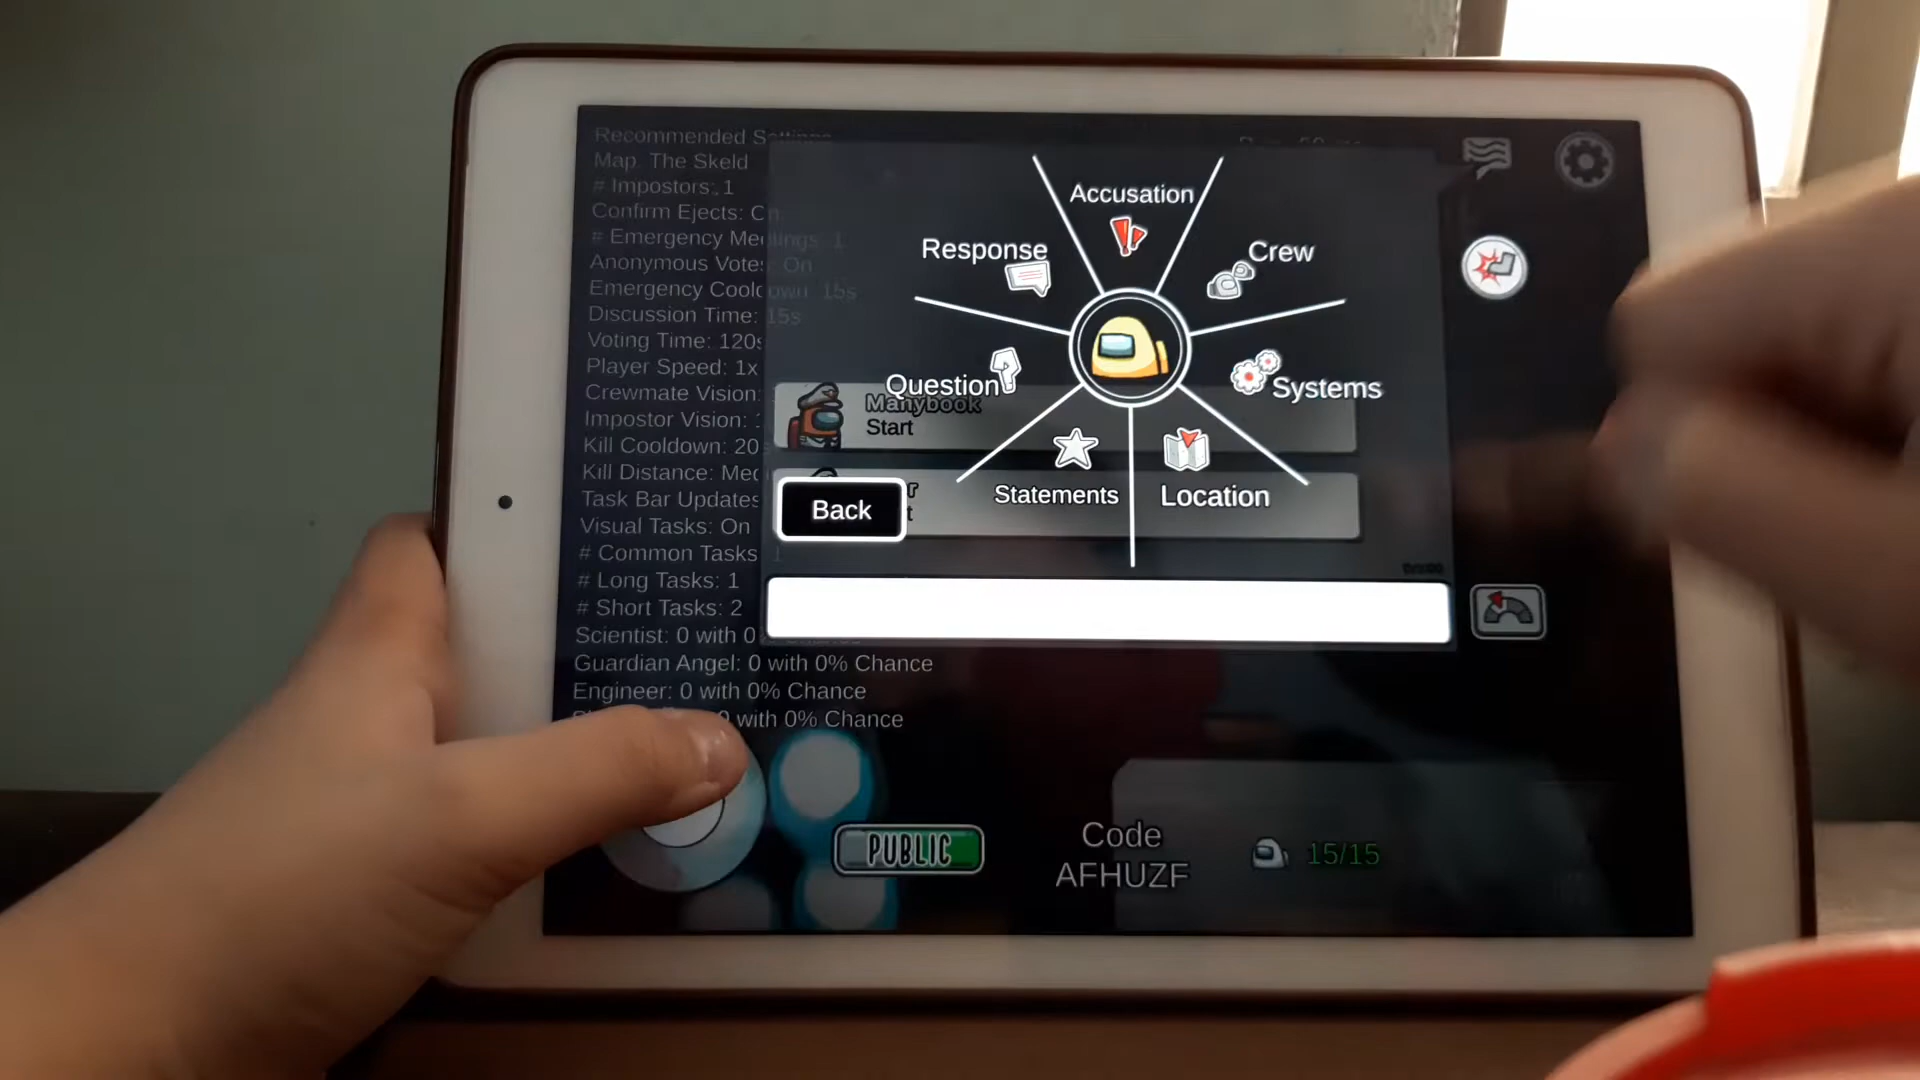 Recommended Settings
Map: The Skeld
# Impostors: 1
Confirm Ejects: On
# Emergency Meetings: 1
Anonymous Votes: On
Emergency Cooldown: 15s
Discussion Time: 15s
Voting Time: 120s
Player Speed: 1x
Crewmate Vision:
Impostor Vision:
Kill Cooldown: 20s
Kill Distance:
Task Bar Updates
Visual Tasks: On
# Common Tasks: 1
# Long Tasks: 1
# Short Tasks: 2
Scientist: 0 with 0%
Guardian Angel: 0 with 0% Chance
Engineer: 0 with 0% Chance
0 with 0% Chance
Accusation
Response
Crew
Question
Systems
Manybook
Start
Statements
Location
Back
PUBLIC
Code
AFHUZF
15/15